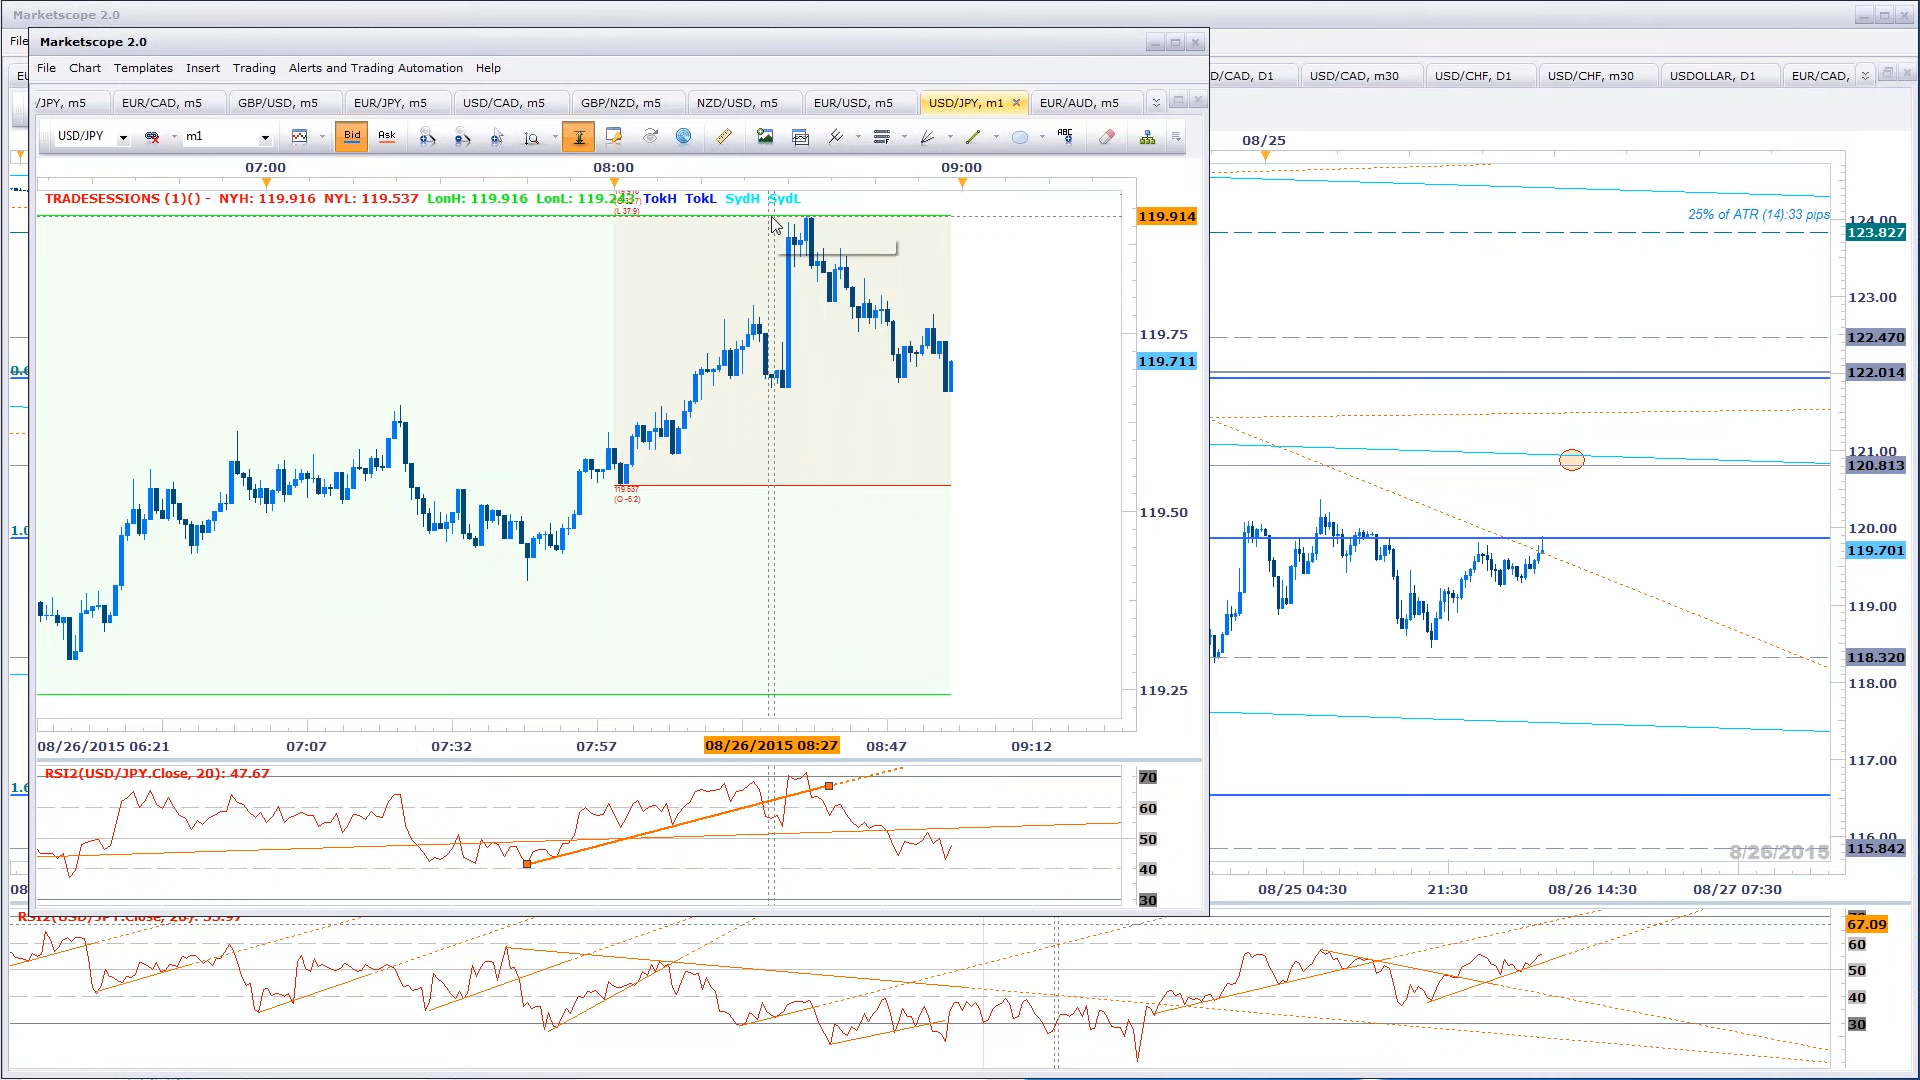 Marketscope 2.0
File
Marketscope 2.0
File Chart Templates Insert Trading Alerts and Trading Automation Help
/JPY, m5 EUR/CAD, m5 GBP/USD, m5 EUR/JPY, m5 USD/CAD, m5 GBP/NZD, m5 NZD/USD, m5 EUR/USD, m5 USD/JPY, m1 EUR/AUD, m5
D/CAD, D1 USD/CAD, m30 USD/CHF, D1 USD/CHF, m30 USDOLLAR, D1 EUR/CAD,
USD/JPY m1 Bid Ask ABC
07:00 08:00 09:00
08/25
TRADESESSIONS (1)() - NYH: 119.916 NYL: 119.537 LonH: 119.916 LonL: 119.243 TokH TokL SydH SydL
(L 37.9)
119.914
119.75
119.711
119.50
119.25
119.537
(O -5.2)
25% of ATR (14):33 pips
124.00
123.827
123.00
122.470
122.014
121.00
120.813
120.00
119.701
119.00
118.320
118.00
117.00
116.00
115.842
8/26/2015
08/26/2015 06:21 07:07 07:32 07:57 08/26/2015 08:27 08:47 09:12
RSI2(USD/JPY.Close, 20): 47.67
70
60
50
40
30
08/25 04:30 21:30 08/26 14:30 08/27 07:30
67.09
60
50
40
30